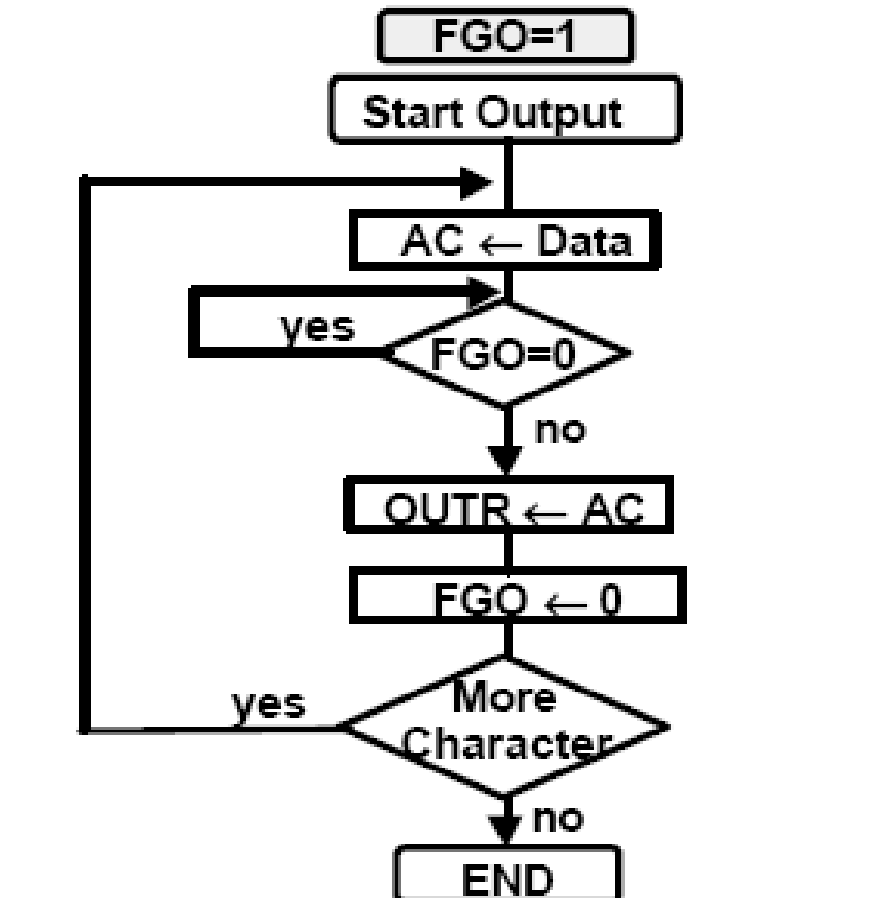 FGO=1
Start Output
AC ← Data
yes
FGO=0
no
OUTR ← AC
FGO ← 0
yes
More
Character
no
END